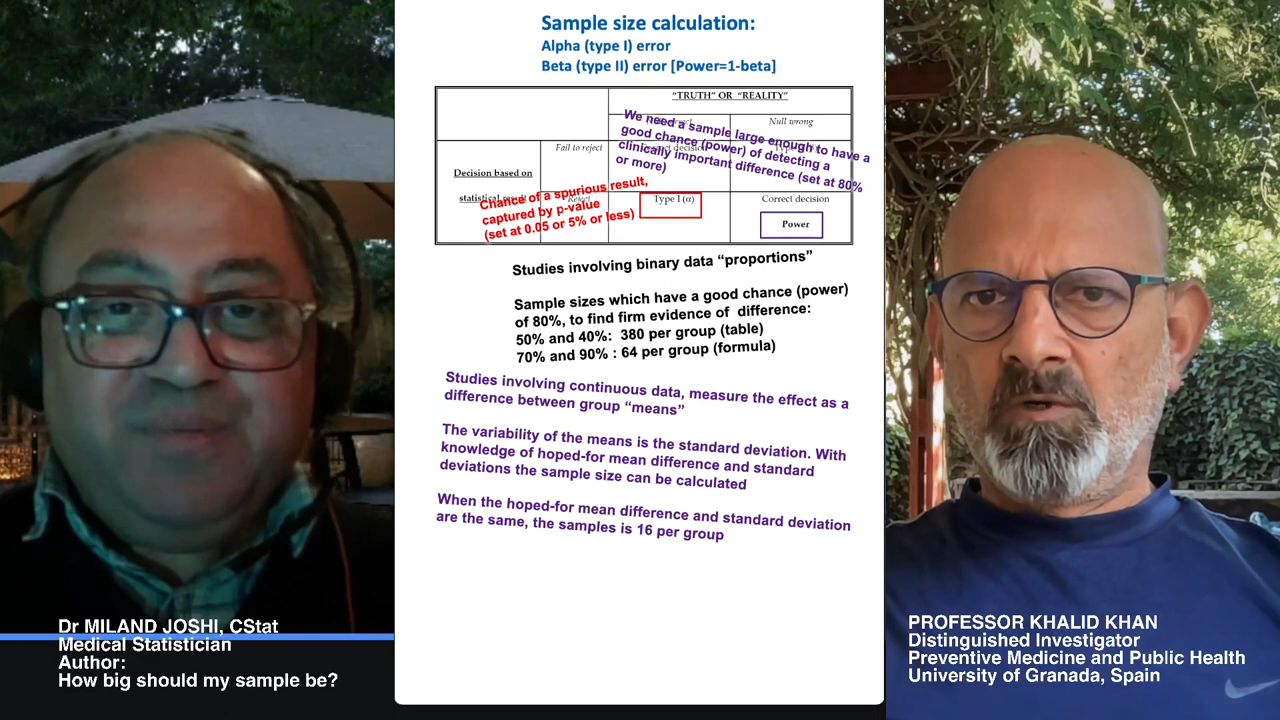 Sample size calculation:
Alpha (type I) error
Beta (type II) error [Power=1-beta]
"TRUTH" OR "REALITY"
Null wrong
We need a sample large enough to have a
good chance (power) of detecting a
clinically important difference (set at 80%
or more)
Fail to reject
Decision based on
statistical
Chance of a spurious result,
captured by p-value
(set at 0.05 or 5% or less)
Type I (α)
Correct decision
Power
Studies involving binary data “proportions”
Sample sizes which have a good chance (power)
of 80%, to find firm evidence of difference:
50% and 40%: 380 per group (table)
70% and 90% : 64 per group (formula)
Studies involving continuous data, measure the effect as a
difference between group “means”
The variability of the means is the standard deviation. With
knowledge of hoped-for mean difference and standard
deviations the sample size can be calculated
When the hoped-for mean difference and standard deviation
are the same, the samples is 16 per group
Dr MILAND JOSHI, CStat
Medical Statistician
Author:
How big should my sample be?
PROFESSOR KHALID KHAN
Distinguished Investigator
Preventive Medicine and Public Health
University of Granada, Spain